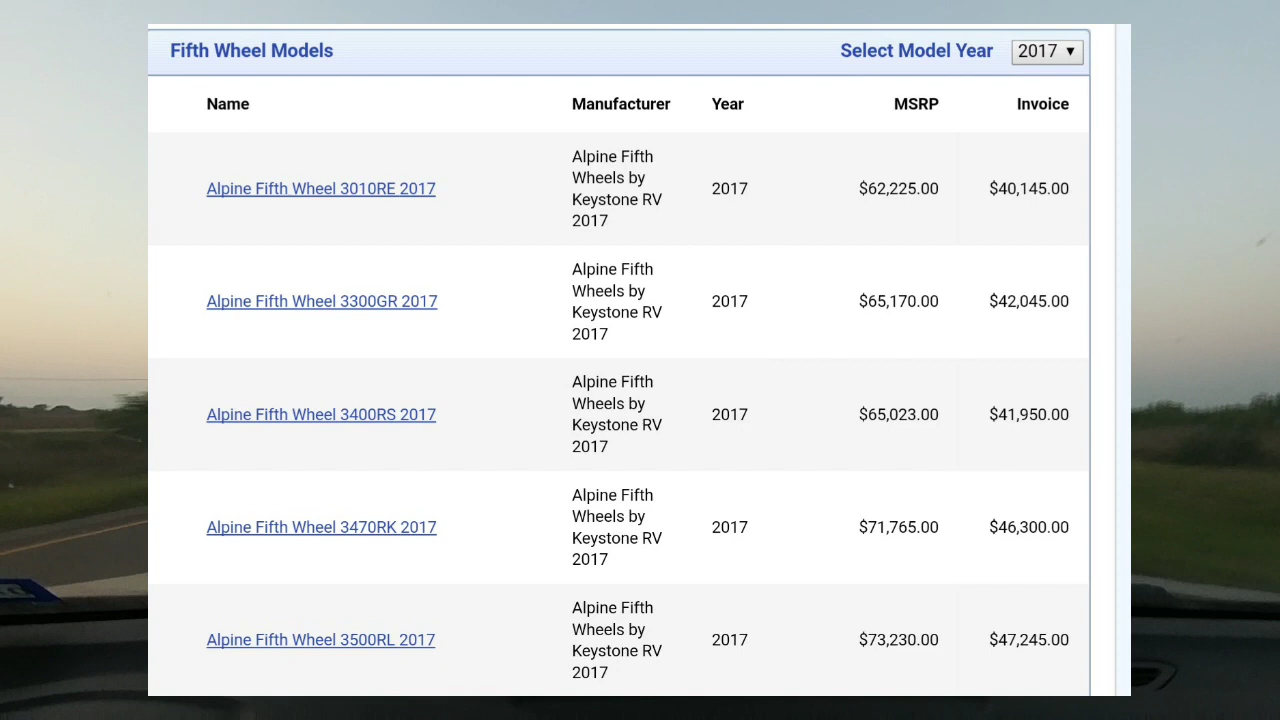 Fifth Wheel Models Select Model Year 2017 ▼
Name Manufacturer Year MSRP Invoice
Alpine Fifth
Wheels by
Alpine Fifth Wheel 3010RE 2017 2017 $62,225.00 $40,145.00
Keystone RV
2017
Alpine Fifth
Wheels by
Alpine Fifth Wheel 3300GR 2017 2017 $65,170.00 $42,045.00
Keystone RV
2017
Alpine Fifth
Wheels by
Alpine Fifth Wheel 3400RS 2017 2017 $65,023.00 $41,950.00
Keystone RV
2017
Alpine Fifth
Wheels by
Alpine Fifth Wheel 3470RK 2017 2017 $71,765.00 $46,300.00
Keystone RV
2017
Alpine Fifth
Wheels by
Alpine Fifth Wheel 3500RL 2017 2017 $73,230.00 $47,245.00
Keystone RV
2017